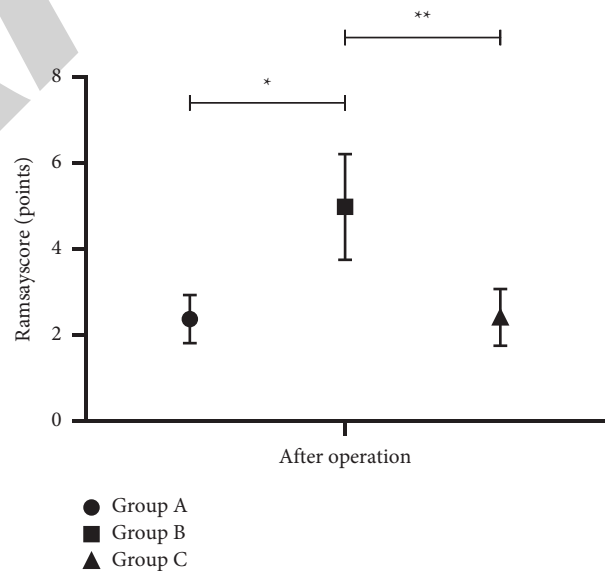 **
*
8
6
4
2
0
Ramsayscore (points)
After operation
Group A
Group B
Group C